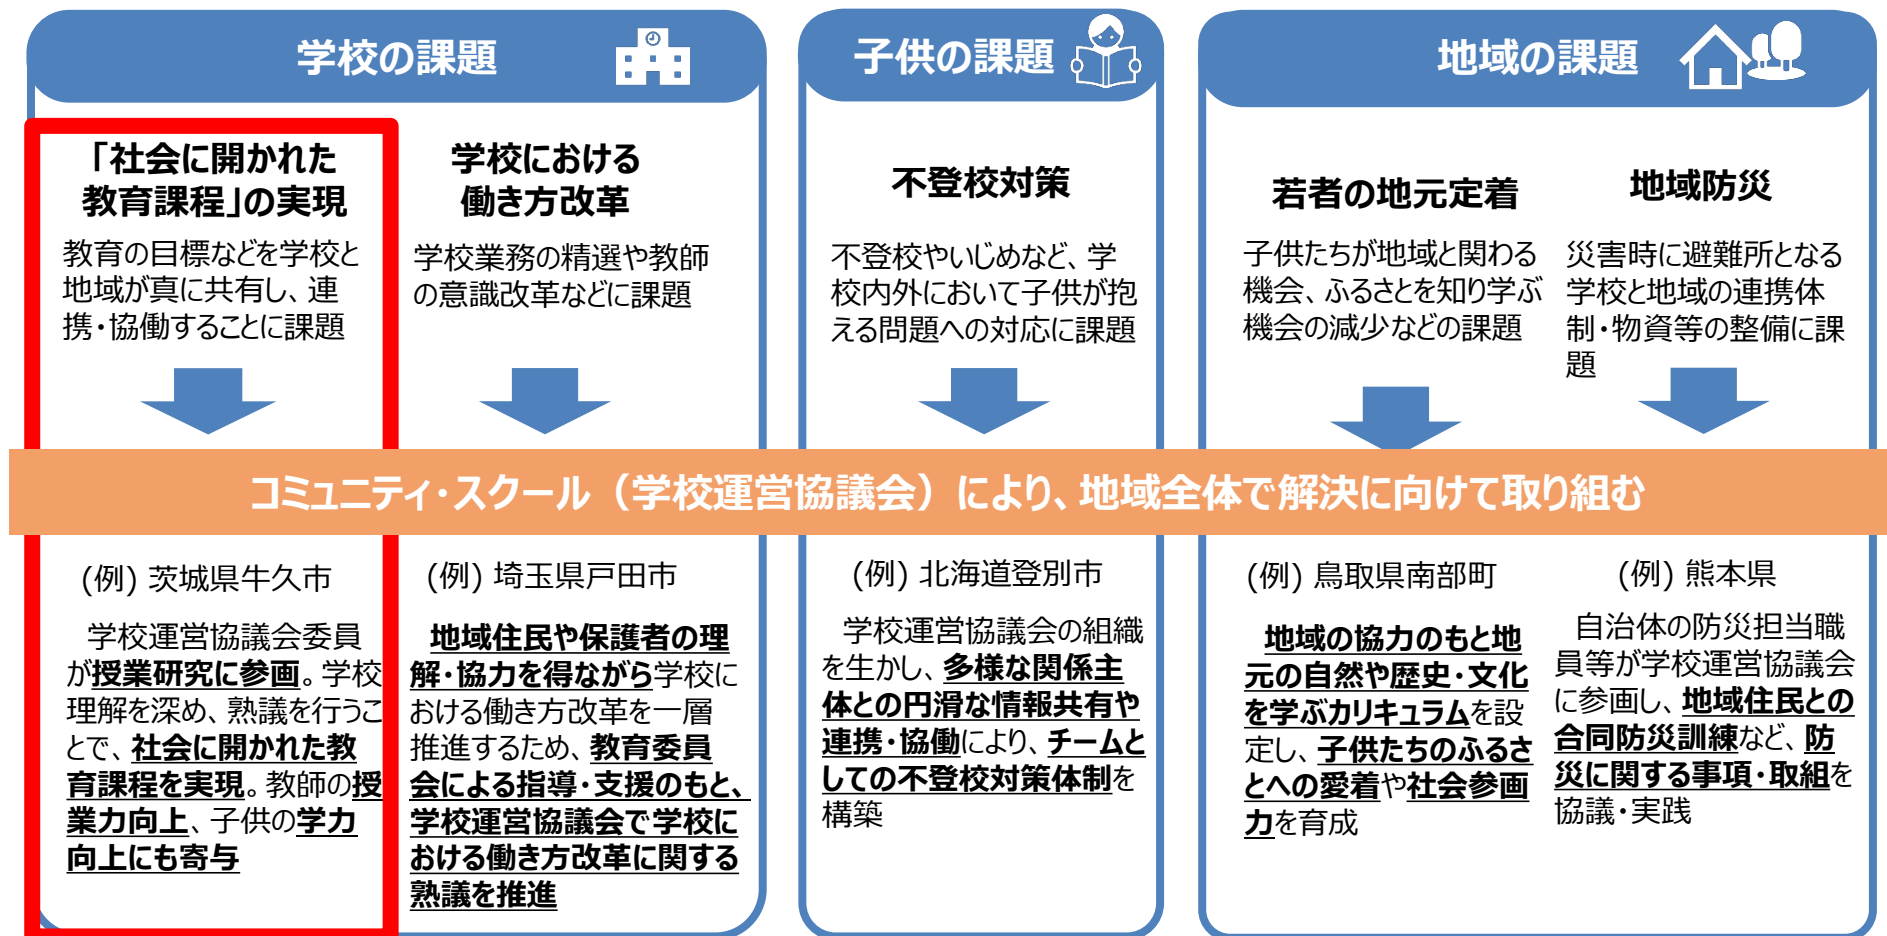 学校の課題
「社会に開かれた
教育課程」の実現
教育の目標などを学校と
地域が真に共有し、連
携・協働することに課題
学校における
働き方改革
学校業務の精選や教師
の意識改革などに課題
子供の課題
不登校対策
不登校やいじめなど、学
校内外において子供が抱
える問題への対応に課題
地域の課題
若者の地元定着
子供たちが地域と関わる
機会、ふるさとを知り学ぶ
機会の減少などの課題
地域防災
災害時に避難所となる
学校と地域の連携体
制・物資等の整備に課
題
コミュニティ・スクール（学校運営協議会）により、地域全体で解決に向けて取り組む
(例) 茨城県牛久市
学校運営協議会委員
が授業研究に参画。学校
理解を深め、熟議を行うこ
とで、社会に開かれた教
育課程を実現。教師の授
業力向上、子供の学力
向上にも寄与
(例) 埼玉県戸田市
地域住民や保護者の理
解・協力を得ながら学校に
おける働き方改革を一層
推進するため、教育委員
会による指導・支援のもと、
学校運営協議会で学校に
おける働き方改革に関する
熟議を推進
(例) 北海道登別市
学校運営協議会の組織
を生かし、多様な関係主
体との円滑な情報共有や
連携・協働により、チームと
しての不登校対策体制を
構築
(例) 鳥取県南部町
地域の協力のもと地
元の自然や歴史・文化
を学ぶカリキュラムを設
定し、子供たちのふるさ
とへの愛着や社会参画
力を育成
(例) 熊本県
自治体の防災担当職
員等が学校運営協議会
に参画し、地域住民との
合同防災訓練など、防
災に関する事項・取組を
協議・実践